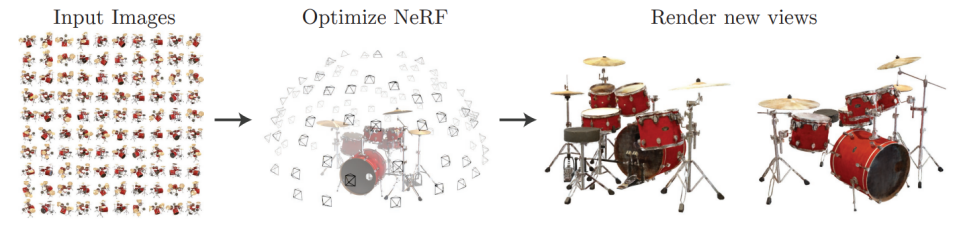 Input Images
Optimize NeRF
Render new views